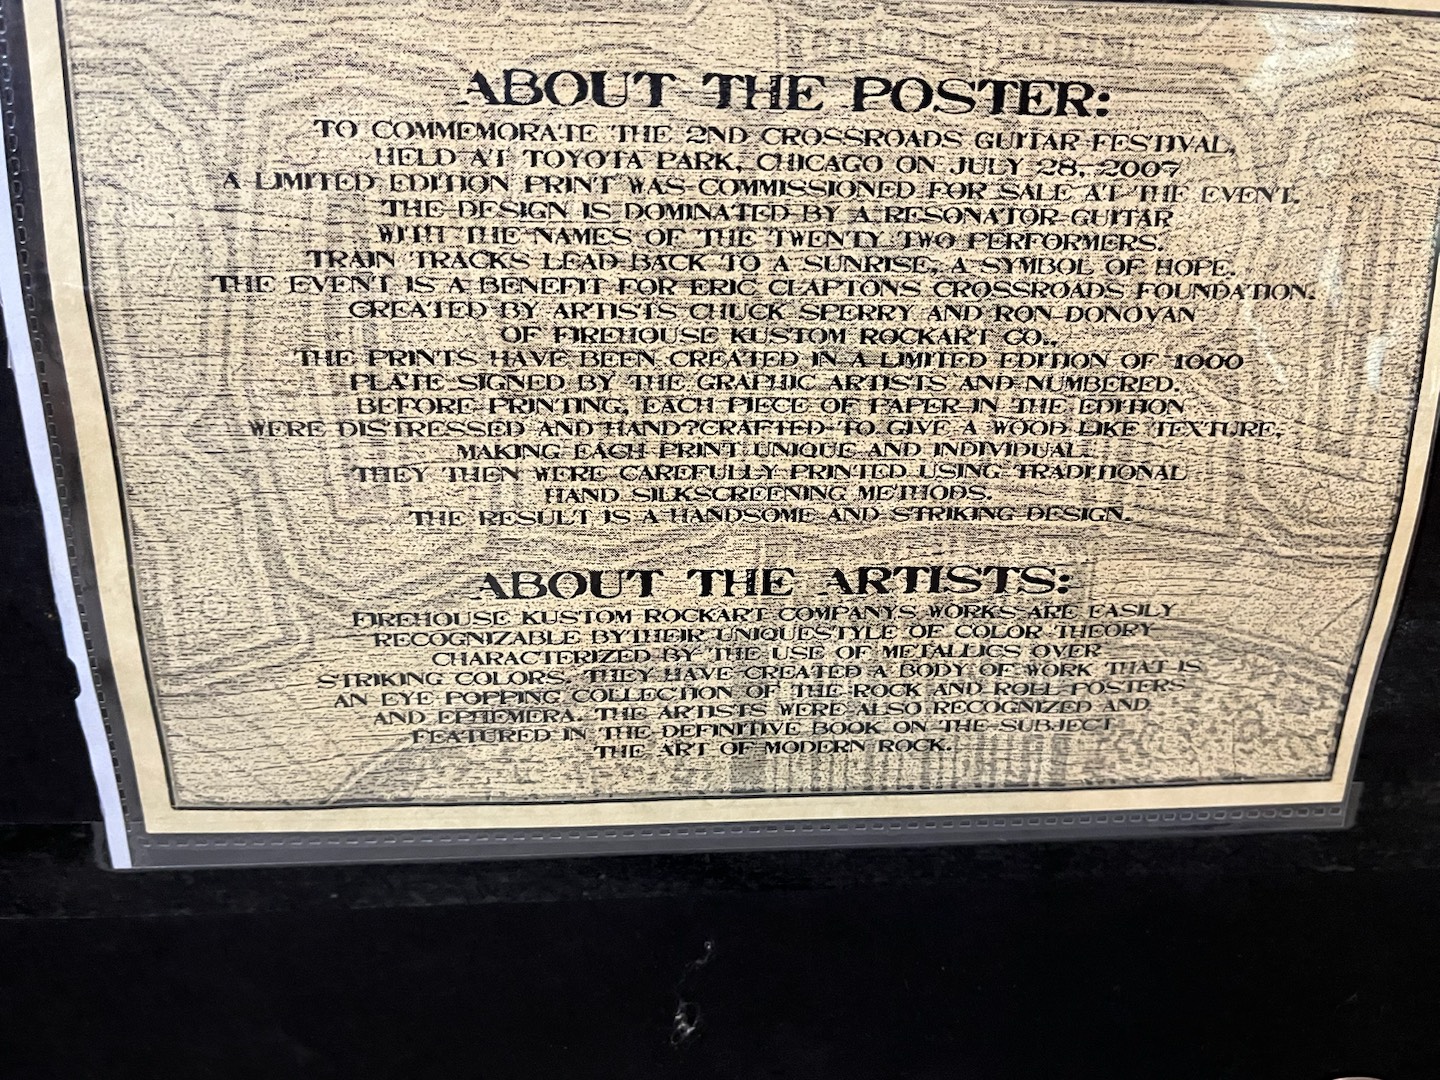 ABOUT THE POSTER:
TO COMMEMORATE THE 2ND CROSSROADS GUITAR FESTIVAL,
HELD AT TOYOTA PARK, CHICAGO ON JULY 28, 2007
A LIMITED EDITION PRINT WAS COMMISSIONED FOR SALE AT THE EVENT.
THE DESIGN IS DOMINATED BY A RESONATOR GUITAR
WITH THE NAMES OF THE TWENTY TWO PERFORMERS.
TRAIN TRACKS LEAD BACK TO A SUNRISE, A SYMBOL OF HOPE.
THE EVENT IS A BENEFIT FOR ERIC CLAPTONS CROSSROADS FOUNDATION.
CREATED BY ARTISTS CHUCK SPERRY AND RON DONOVAN
OF FIREHOUSE KUSTOM ROCKART CO.,
THE PRINTS HAVE BEEN CREATED IN A LIMITED EDITION OF 1000
PLATE SIGNED BY THE GRAPHIC ARTISTS AND NUMBERED.
BEFORE PRINTING, EACH PIECE OF PAPER IN THE EDITION
WERE DISTRESSED AND HAND?CRAFTED TO GIVE A WOOD LIKE TEXTURE,
MAKING EACH PRINT UNIQUE AND INDIVIDUAL.
THEY THEN WERE CAREFULLY PRINTED USING TRADITIONAL
HAND SILKSCREENING METHODS.
THE RESULT IS A HANDSOME AND STRIKING DESIGN.
ABOUT THE ARTISTS:
FIREHOUSE KUSTOM ROCKART COMPANYS WORKS ARE EASILY
RECOGNIZABLE BYTHEIR UNIQUESTYLE OF COLOR THEORY
CHARACTERIZED BY THE USE OF METALLICS OVER
STRIKING COLORS. THEY HAVE CREATED A BODY OF WORK THAT IS
AN EYE POPPING COLLECTION OF THE ROCK AND ROLL POSTERS
AND EPHEMERA. THE ARTISTS WERE ALSO RECOGNIZED AND
FEATURED IN THE DEFINITIVE BOOK ON THE SUBJECT
THE ART OF MODERN ROCK.